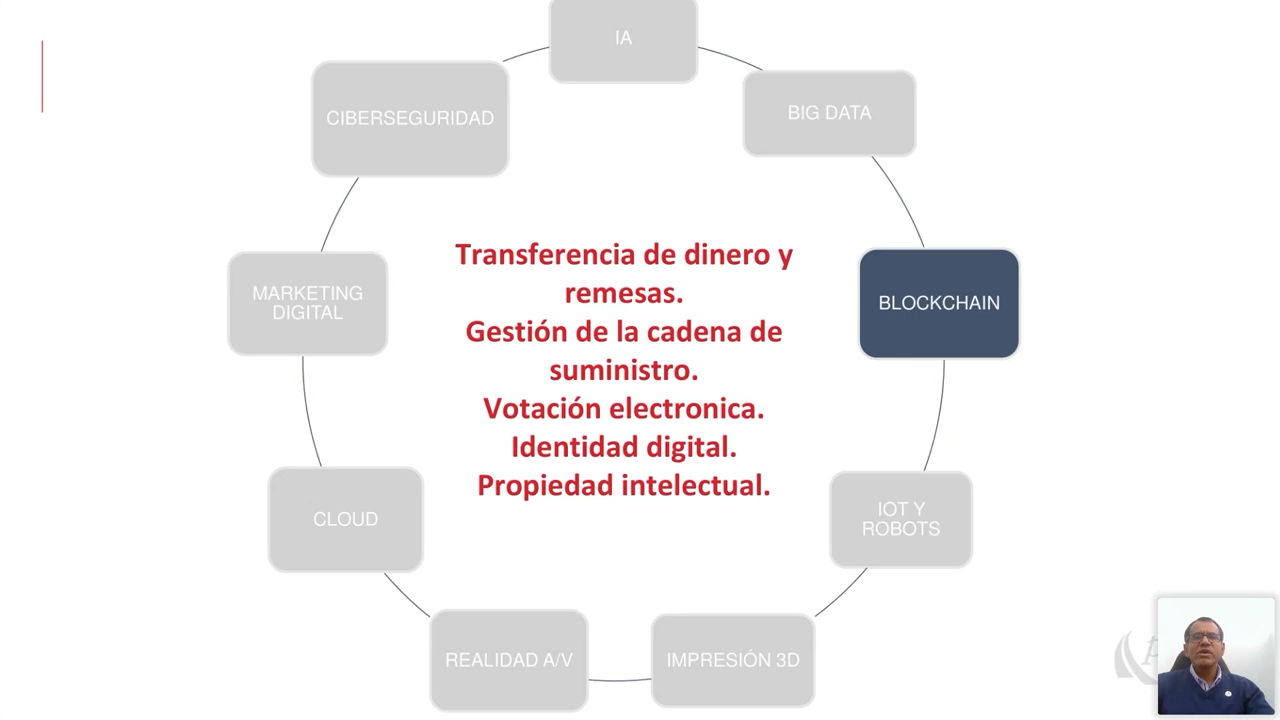 IA
CIBERSEGURIDAD
BIG DATA
Transferencia de dinero y
remesas.
Gestión de la cadena de
suministro.
Votación electronica.
Identidad digital.
Propiedad intelectual.
MARKETING
DIGITAL
BLOCKCHAIN
CLOUD
IOT Y
ROBOTS
REALIDAD A/V
IMPRESIÓN 3D